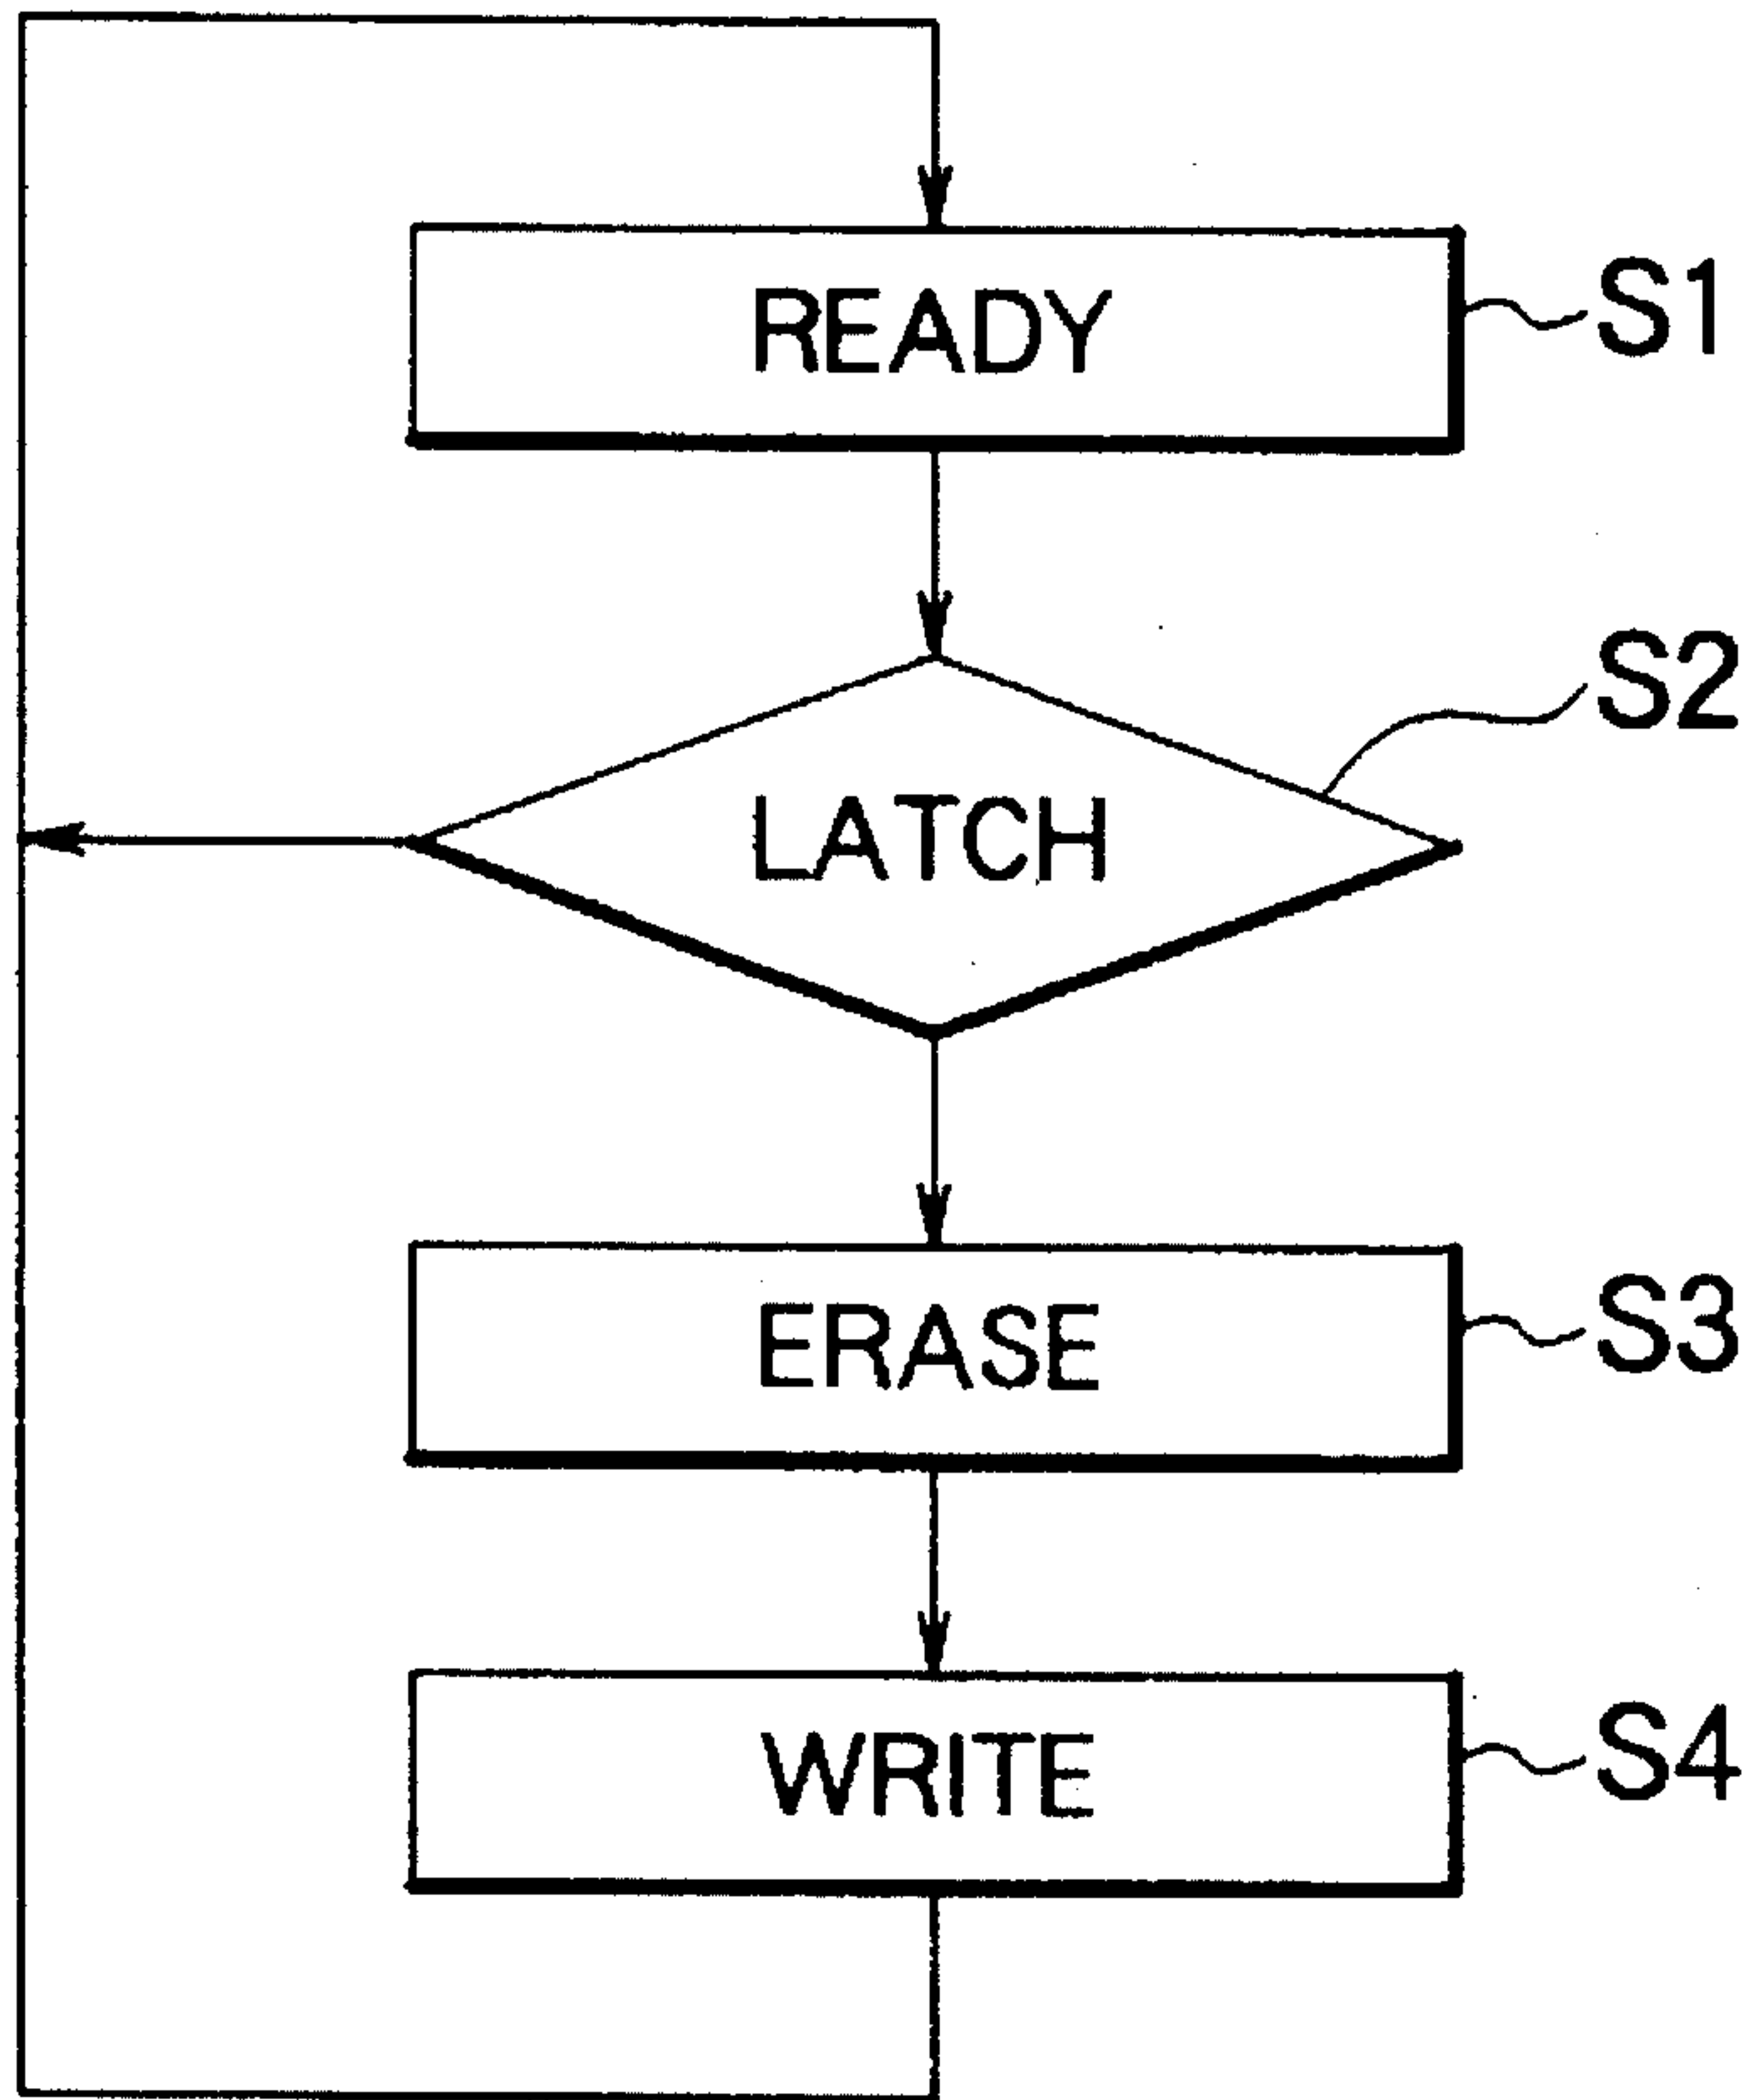 READY
S1
LATCH
S2
ERASE
S3
WRITE
S4